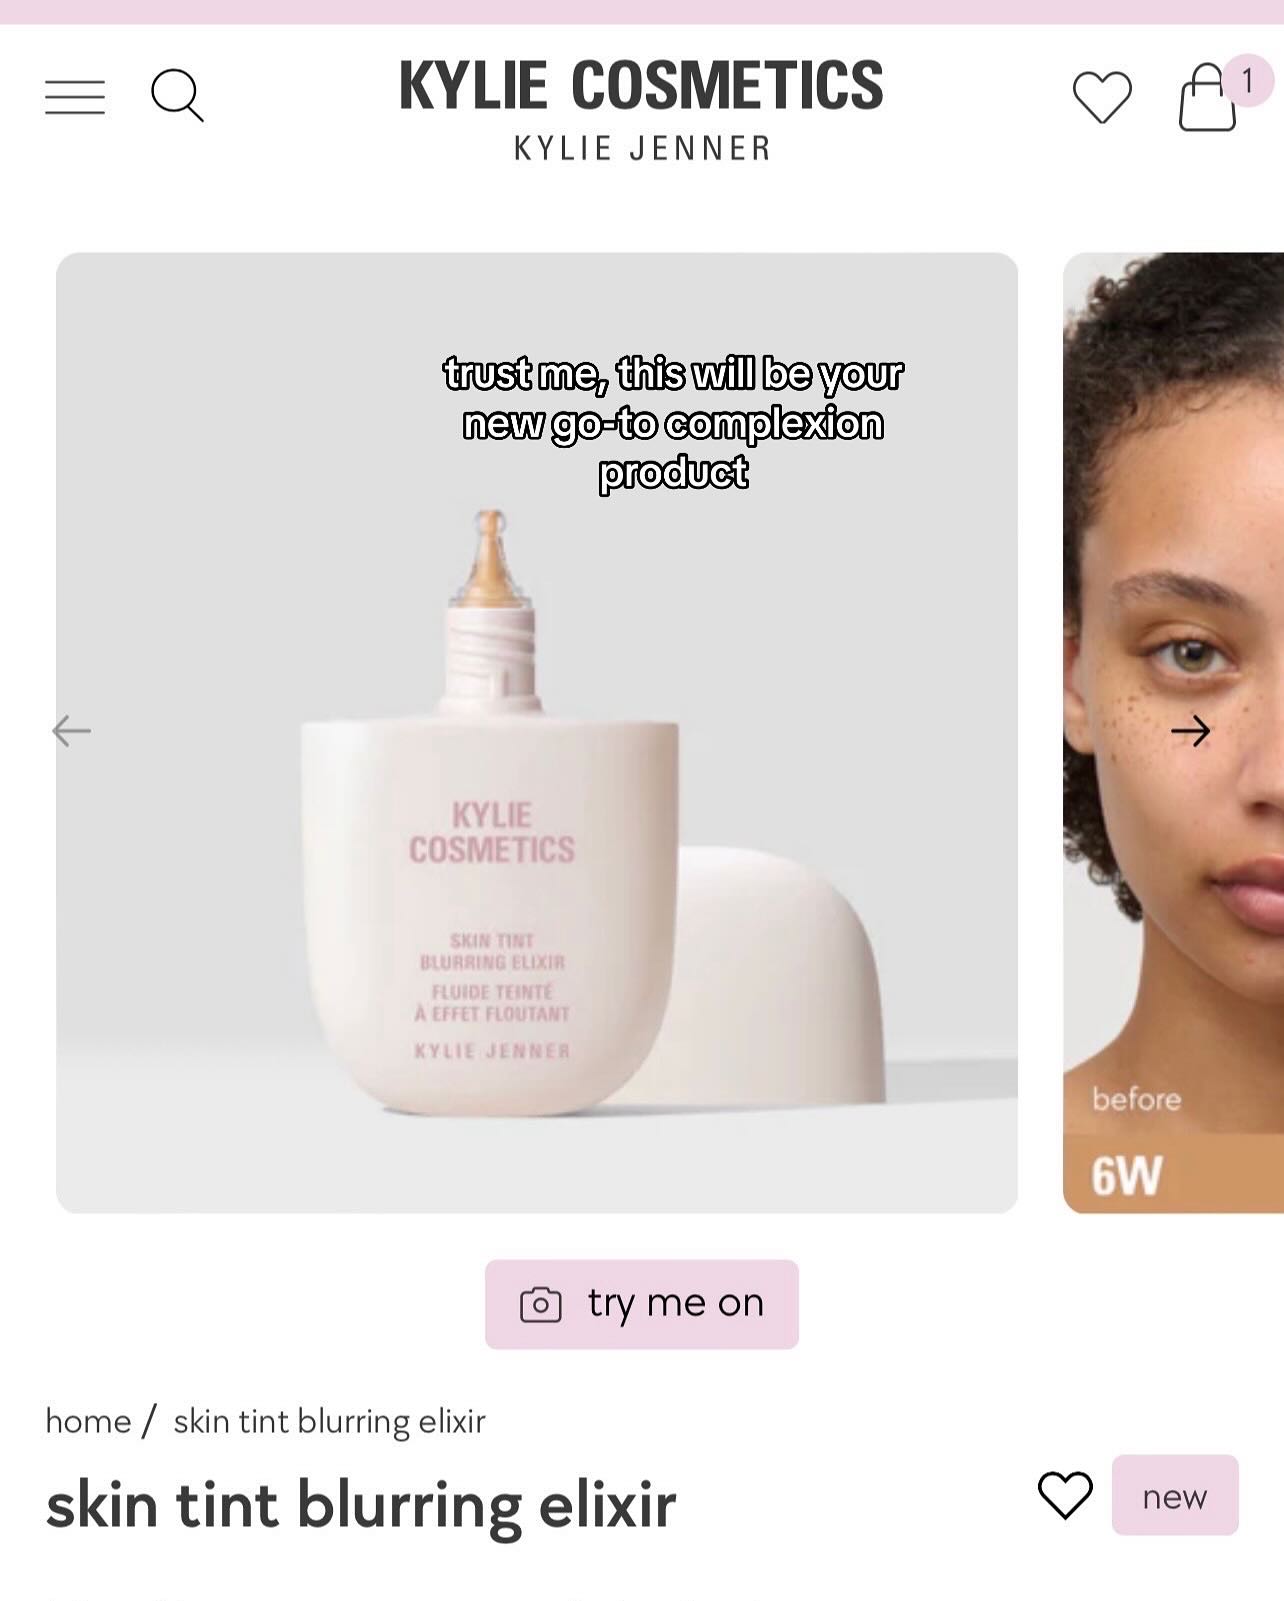 KYLIE COSMETICS
KYLIE JENNER
1
trust me, this will be your
new go-to complexion
product
KYLIE
COSMETICS
SKIN TINT
BLURRING ELIXIR
FLUIDE TEINTÉ
À EFFET FLOUTANT
KYLIE JENNER
before
6W
try me on
home / skin tint blurring elixir
skin tint blurring elixir
new